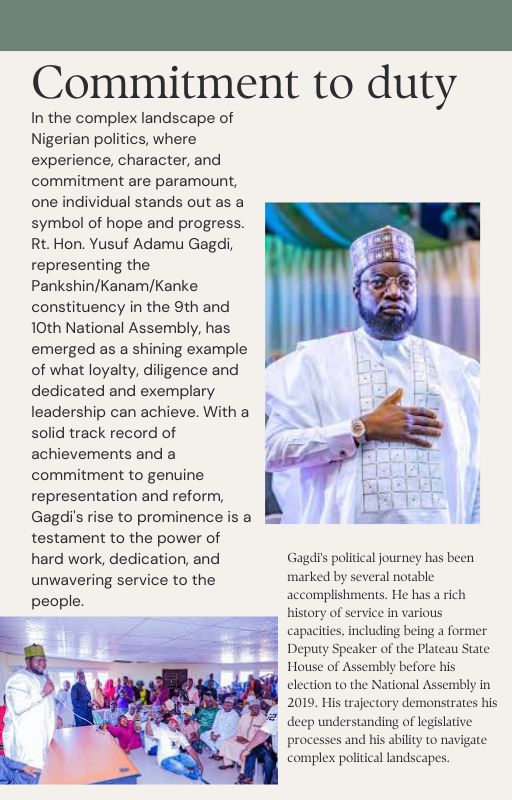 Commitment to duty
In the complex landscape of
Nigerian politics, where
experience, character, and
commitment are paramount,
one individual stands out as a
symbol of hope and progress.
Rt. Hon. Yusuf Adamu Gagdi,
representing the
Pankshin/Kanam/Kanke
constituency in the 9th and
10th National Assembly, has
emerged as a shining example
of what loyalty, diligence and
dedicated and exemplary
leadership can achieve. With a
solid track record of
achievements and a
commitment to genuine
representation and reform,
Gagdi's rise to prominence is a
testament to the power of
hard work, dedication, and
unwavering service to the
people.
Gagdi's political journey has been
marked by several notable
accomplishments. He has a rich
history of service in various
capacities, including being a former
Deputy Speaker of the Plateau State
House of Assembly before his
election to the National Assembly in
2019. His trajectory demonstrates his
deep understanding of legislative
processes and his ability to navigate
complex political landscapes.